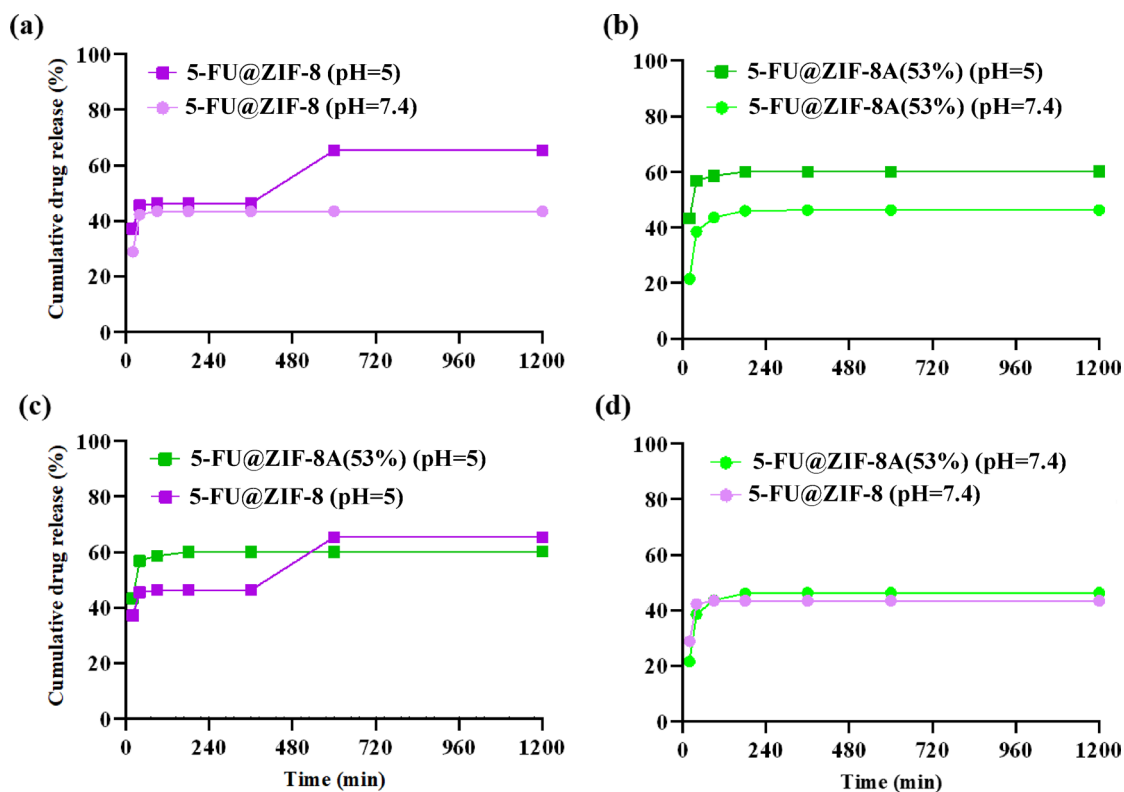 (a)
Cumulative drug release (%)
100
80
60
40
20
0
5-FU@ZIF-8 (pH=5)
5-FU@ZIF-8 (pH=7.4)
0 240 480 720 960 1200
(b)
100
80
60
40
20
0
5-FU@ZIF-8A(53%) (pH=5)
5-FU@ZIF-8A(53%) (pH=7.4)
0 240 480 720 960 1200
(c)
Cumulative drug release (%)
100
80
60
40
20
0
5-FU@ZIF-8A(53%) (pH=5)
5-FU@ZIF-8 (pH=5)
0 240 480 720 960 1200
Time (min)
(d)
100
80
60
40
20
0
5-FU@ZIF-8A(53%) (pH=7.4)
5-FU@ZIF-8 (pH=7.4)
0 240 480 720 960 1200
Time (min)